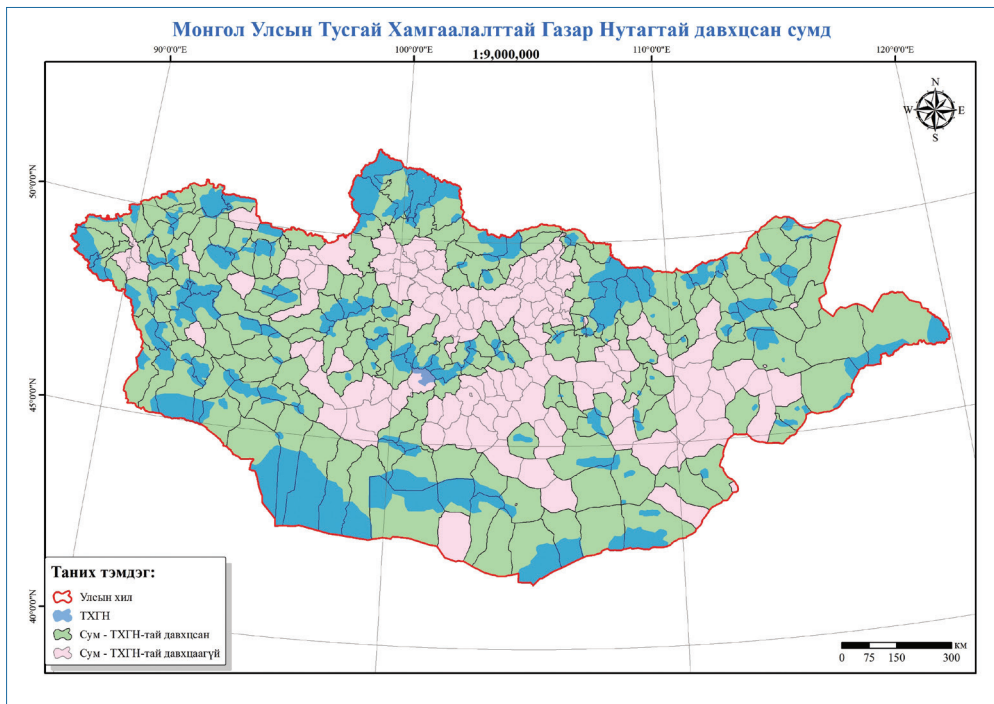 Монгол Улсын Тусгай Хамгаалалттай Газар Нутагтай давхцсан сумд
1:9,000,000
90°0'0"E
100°0'0"E
110°0'0"E
120°0'0"E
N
W
E
S
50°0'0"N
45°0'0"N
40°0'0"N
Таних тэмдэг:
Улсын хил
ТХГН
Сум - ТХГН-тай давхцсан
Сум - ТХГН-тай давхцаагүй
км
0 75 150 300